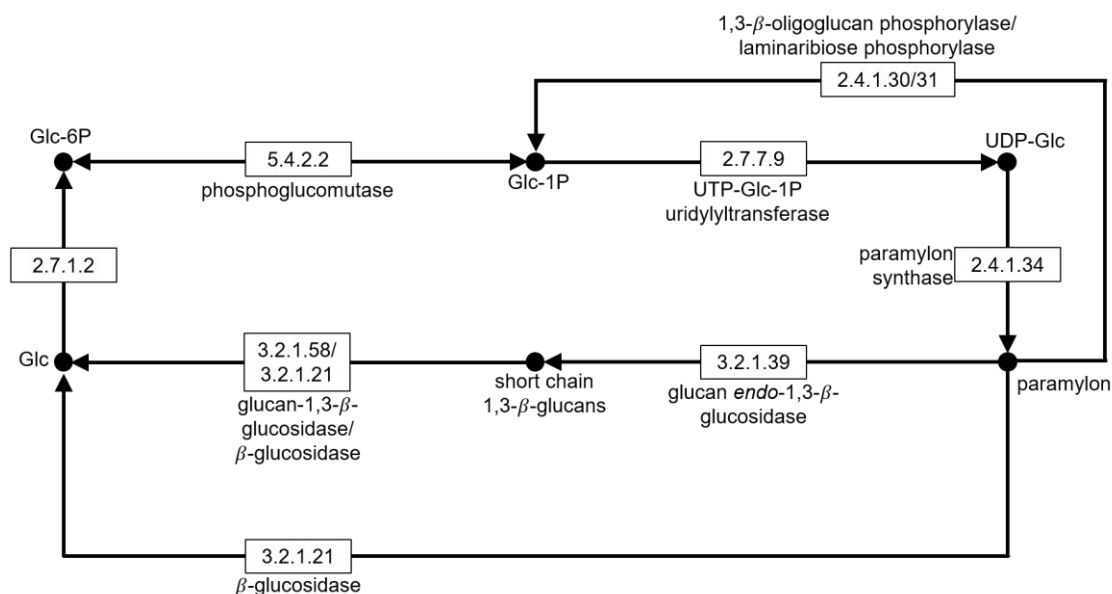 1,3-β-oligoglucan phosphorylase/
laminaribiose phosphorylase
2.4.1.30/31
Glc-6P
5.4.2.2
phosphoglucomutase
Glc-1P
2.7.7.9
UTP-Glc-1P
uridylyltransferase
UDP-Glc
2.7.1.2
paramylon
synthase
2.4.1.34
Glc
3.2.1.58/
3.2.1.21
glucan-1,3-β-
glucosidase/
β-glucosidase
short chain
1,3-β-glucans
3.2.1.39
glucan endo-1,3-β-
glucosidase
paramylon
3.2.1.21
β-glucosidase